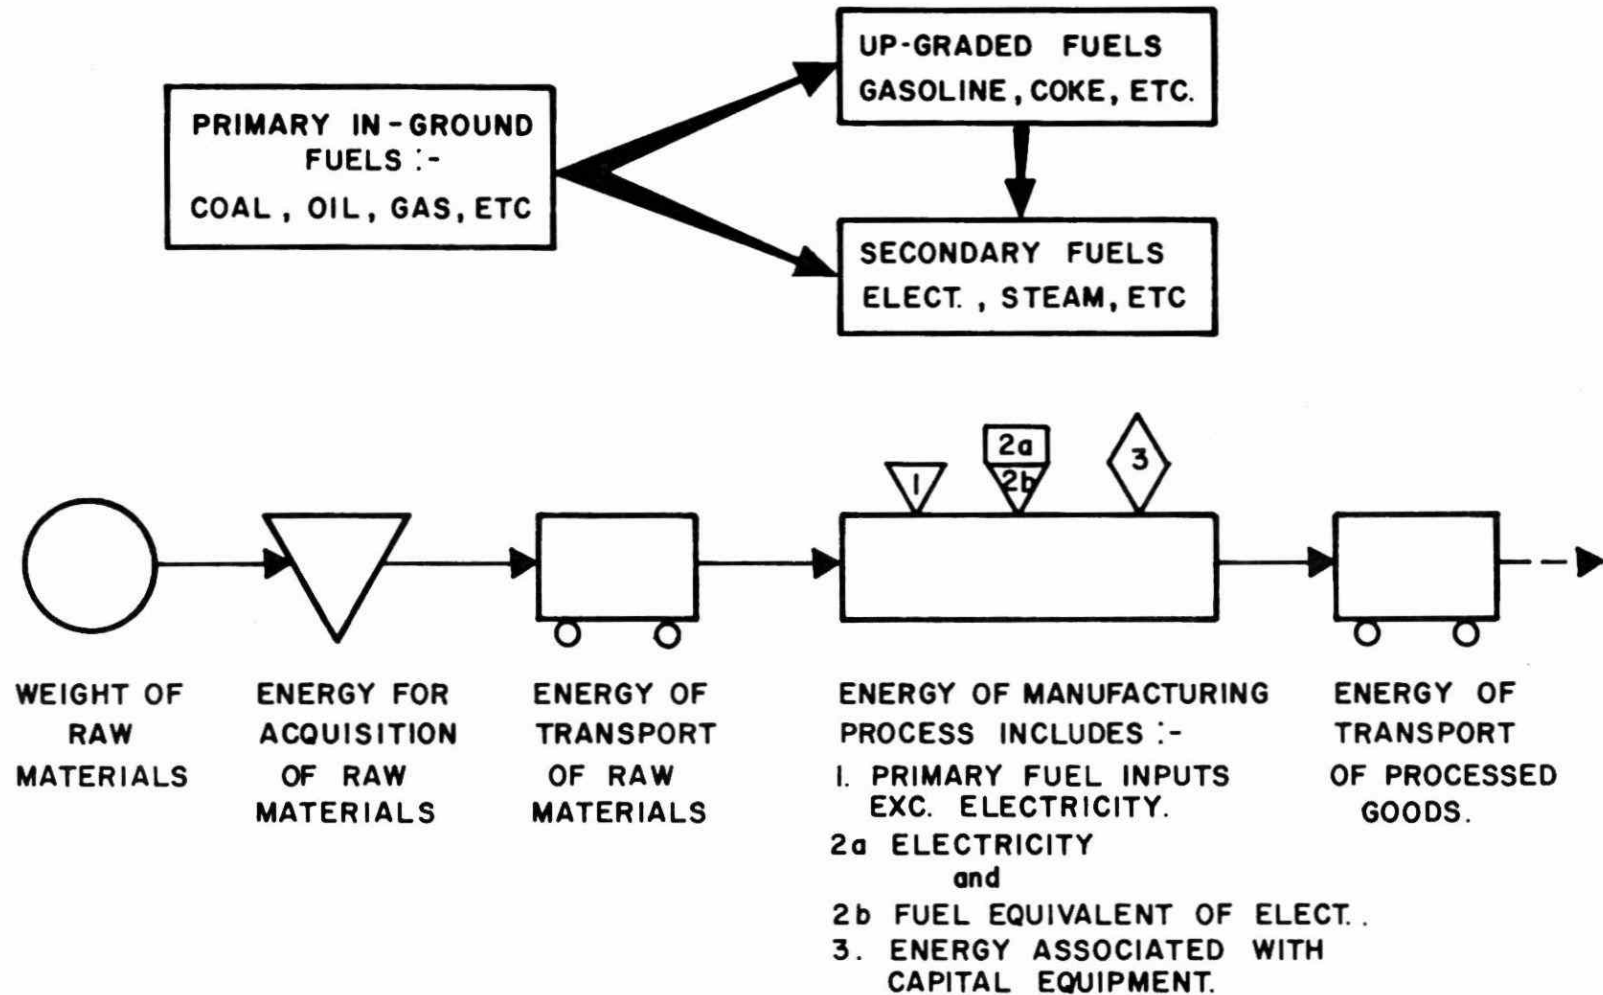 PRIMARY IN-GROUND
FUELS :-
COAL, OIL, GAS, ETC
UP-GRADED FUELS
GASOLINE, COKE, ETC.
SECONDARY FUELS
ELECT., STEAM, ETC
1
2a
2b
3
WEIGHT OF
RAW
MATERIALS
ENERGY FOR
ACQUISITION
OF RAW
MATERIALS
ENERGY OF
TRANSPORT
OF RAW
MATERIALS
ENERGY OF MANUFACTURING
PROCESS INCLUDES :-
1. PRIMARY FUEL INPUTS
EXC. ELECTRICITY.
2a ELECTRICITY
and
2b FUEL EQUIVALENT OF ELECT..
3. ENERGY ASSOCIATED WITH
CAPITAL EQUIPMENT.
ENERGY OF
TRANSPORT
OF PROCESSED
GOODS.